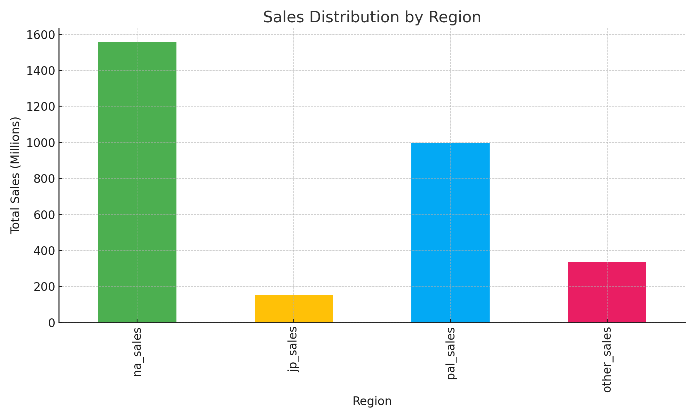 Sales Distribution by Region
Total Sales (Millions)
1600
1400
1200
1000
800
600
400
200
0
na_sales
jp_sales
pal_sales
other_sales
Region